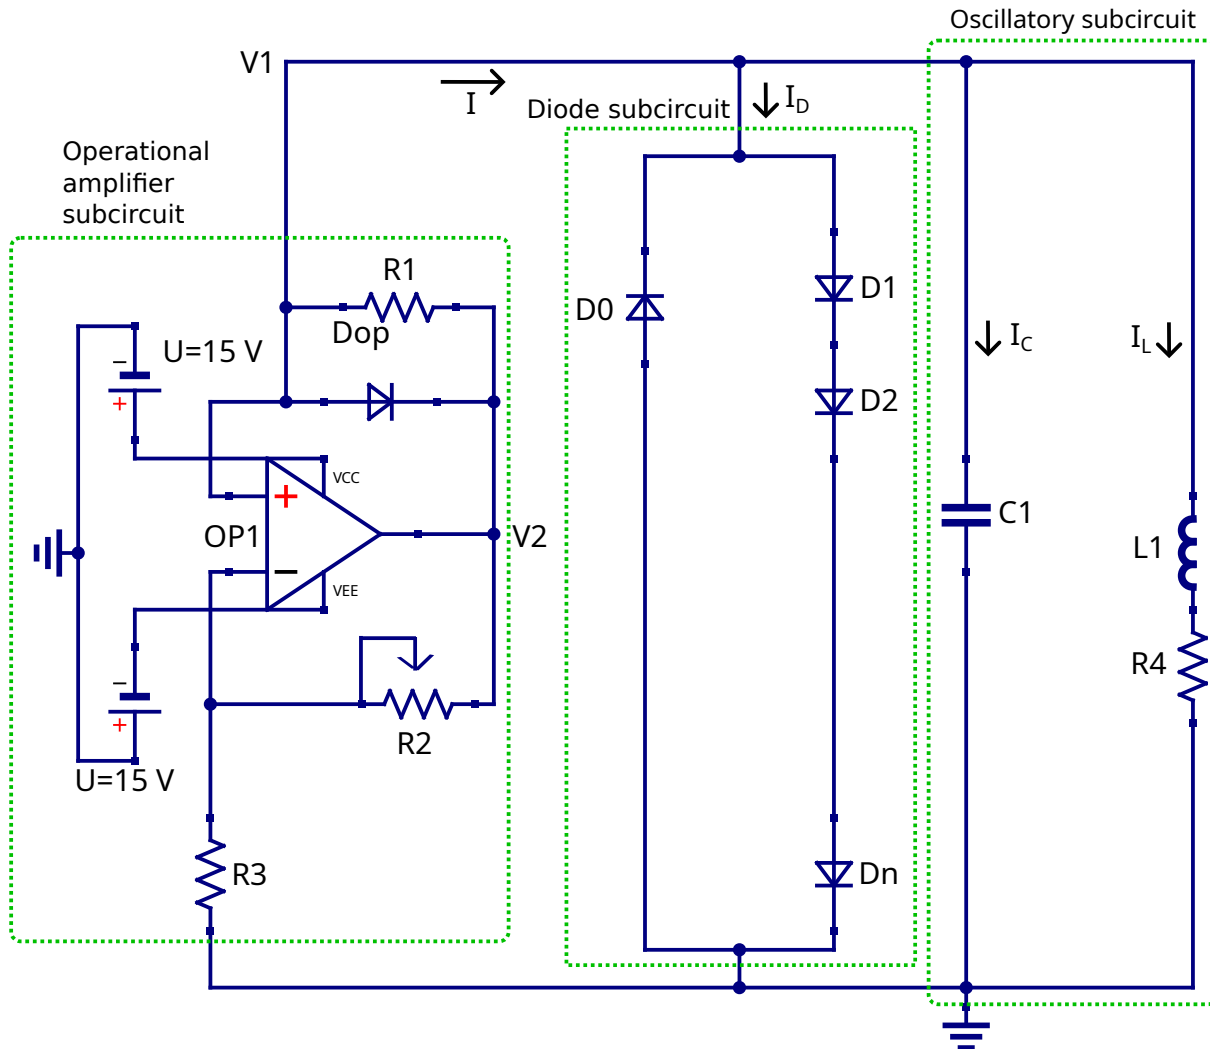 Oscillatory subcircuit
V1
I
Diode subcircuit
I_D
Operational
amplifier
subcircuit
R1
Dop
U=15 V
−
+
D0
D1
D2
I_C
I_L
VCC
+
OP1
−
VEE
V2
C1
L1
R4
−
+
U=15 V
R2
R3
Dn